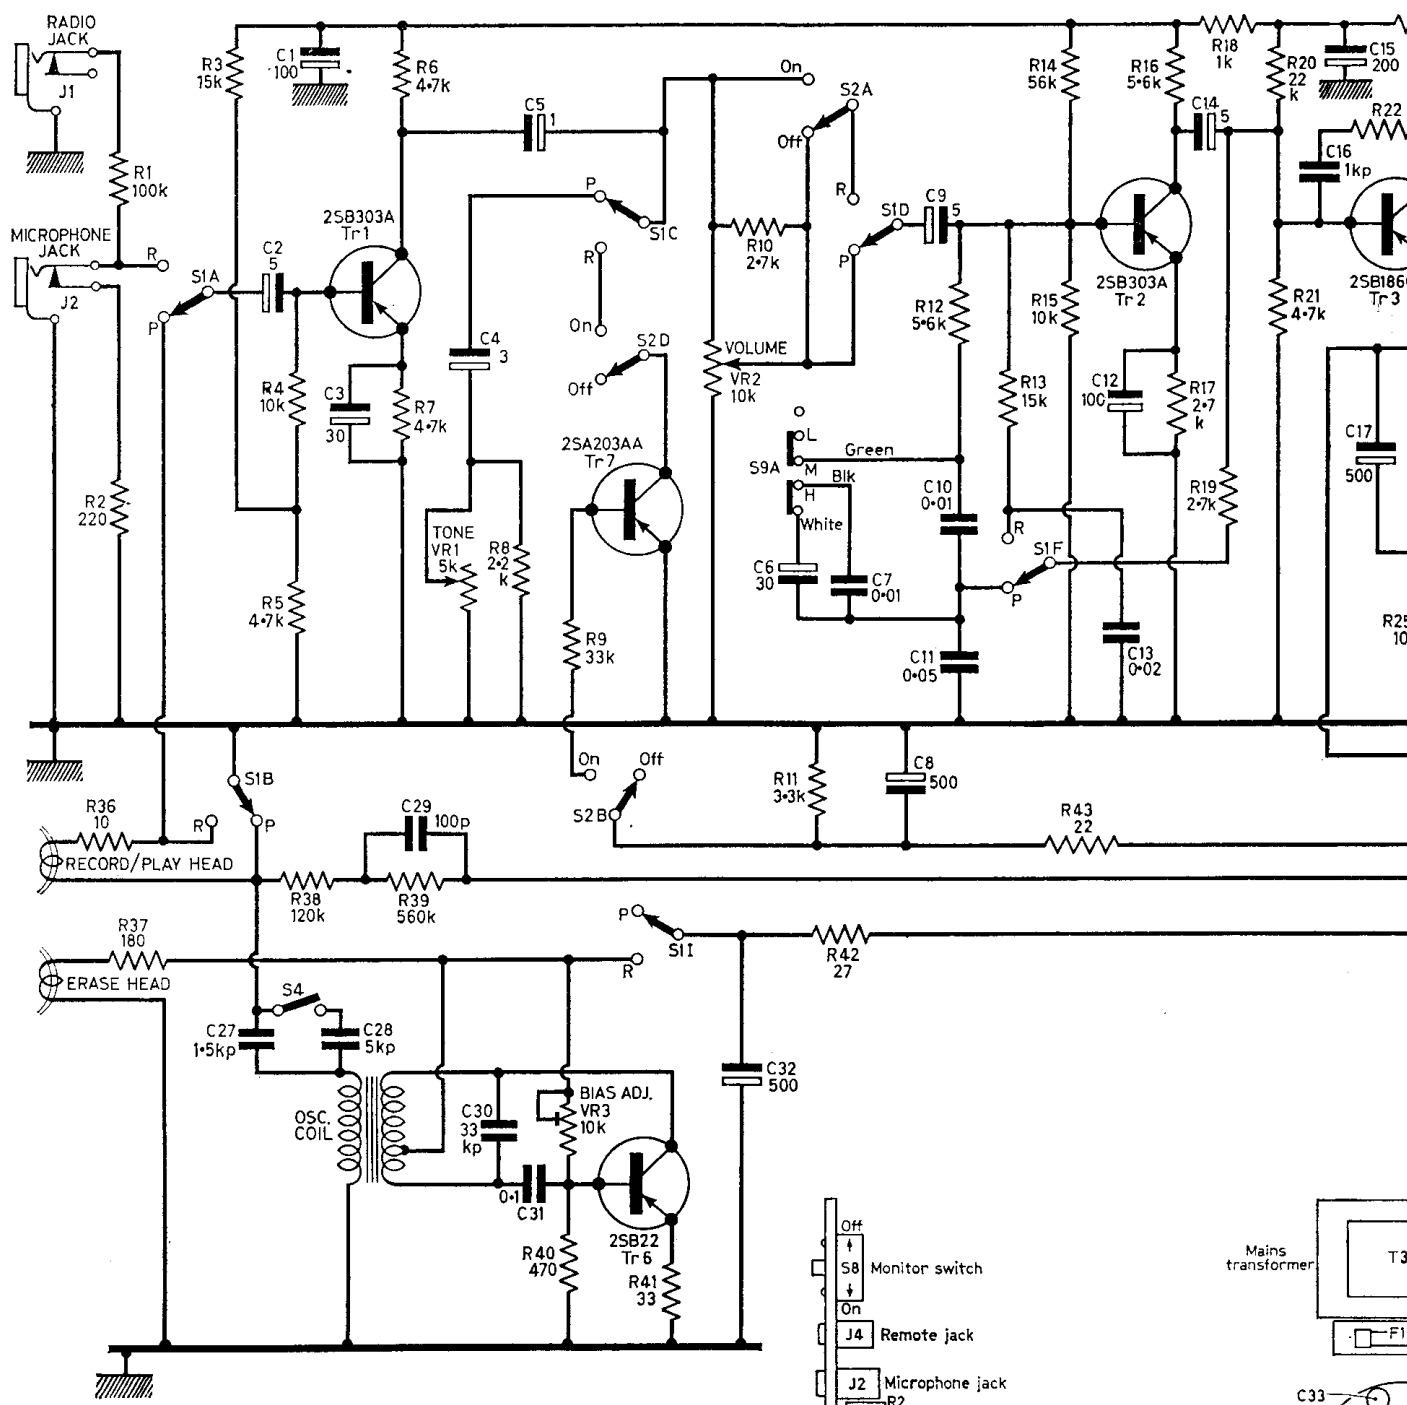 RADIO
JACK
J1
R1
100k
MICROPHONE
JACK
J2
R2
220
R3
15k
C1
100
R6
4·7k
C5
1
2SB303A
Tr1
R
S1A
P
C2
5
R4
10k
C3
30
R7
4·7k
R5
4·7k
P
S1C
R
On
S2D
Off
C4
3
TONE
VR1
5k
R8
2·2
k
2SA203AA
Tr7
R9
33k
On
S2A
Off
R
R10
2·7k
S1D
P
C9
5
VOLUME
VR2
10k
L
Green
S9A
M
Blk
H
White
C6
30
C7
0·01
R12
5·6k
C10
0·01
C11
0·05
R13
15k
R14
56k
R15
10k
R16
5·6k
C14
5
R18
1k
R20
22
k
C15
200
R22
C16
1kp
2SB303A
Tr2
2SB186
Tr3
R21
4·7k
C12
100
R17
2·7
k
R19
2·7k
R
S1F
P
C13
0·02
C17
500
R25
10
S1B
R
P
R36
10
RECORD/PLAY HEAD
C29
100p
R38
120k
R39
560k
On
Off
S2B
R11
3·3k
C8
500
R43
22
R37
180
ERASE HEAD
P
S1I
R
R42
27
S4
C27
1·5kp
C28
5kp
OSC.
COIL
C30
33
kp
BIAS ADJ.
VR3
10k
0·1
C31
2SB22
Tr6
R40
470
R41
33
C32
500
Off
S8
Monitor switch
On
J4
Remote jack
J2
Microphone jack
R2
Mains
transformer
T3
F1
C33